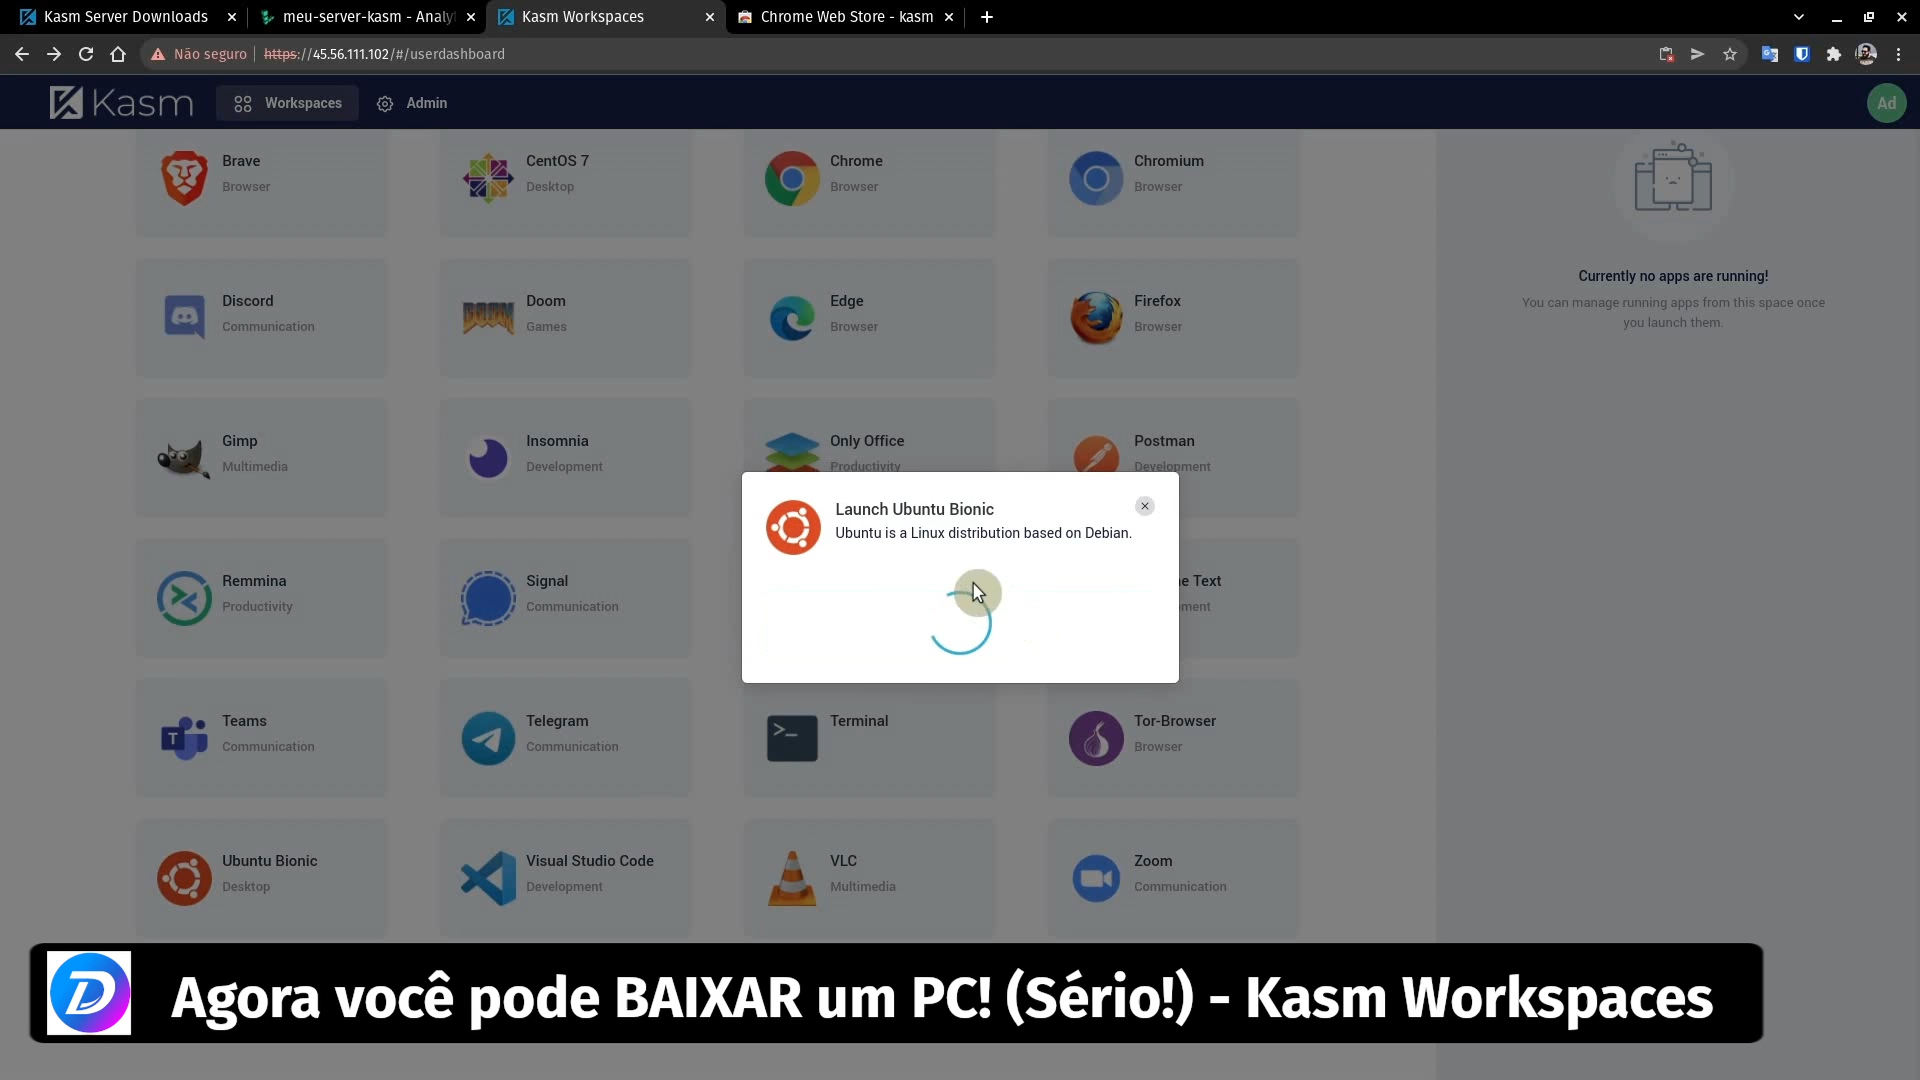 Kasm Server Downloads
meu-server-kasm - Analy
Kasm Workspaces
Chrome Web Store - kasm
Não seguro
https://45.56.111.102/#/userdashboard
Kasm
Workspaces
Admin
Ad
Brave
Browser
CentOS 7
Desktop
Chrome
Browser
Chromium
Browser
Currently no apps are running!
You can manage running apps from this space once
you launch them.
Discord
Communication
DOOM
Doom
Games
Edge
Browser
Firefox
Browser
Gimp
Multimedia
Insomnia
Development
Only Office
Productivity
Postman
Development
Launch Ubuntu Bionic
Ubuntu is a Linux distribution based on Debian.
Remmina
Productivity
Signal
Communication
e Text
ment
T
Teams
Communication
Telegram
Communication
>_
Terminal
Tor-Browser
Browser
Ubuntu Bionic
Desktop
Visual Studio Code
Development
VLC
Multimedia
Zoom
Communication
D
Agora você pode BAIXAR um PC! (Sério!) - Kasm Workspaces